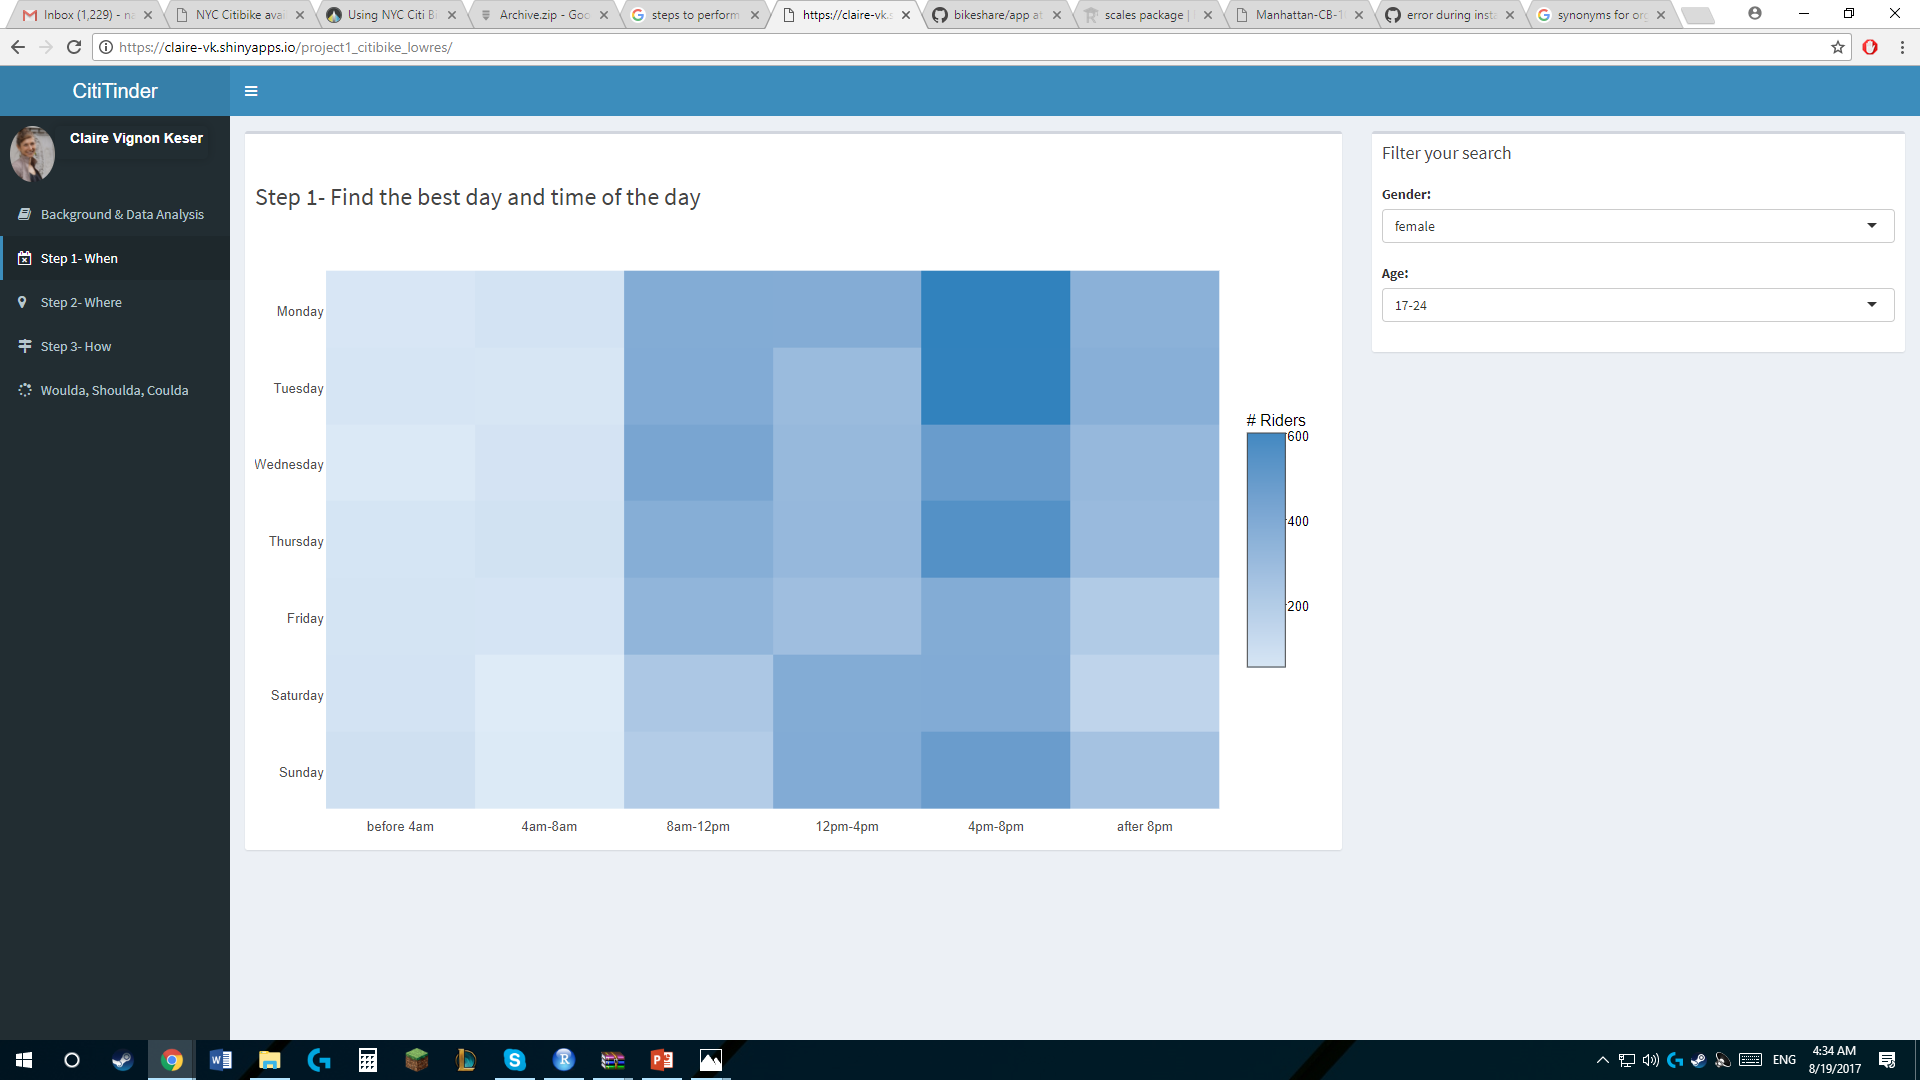 Inbox (1,229) - na
NYC Citibike avai
Using NYC Citi Bi
Archive.zip - Goo
steps to perform
https://claire-vk.s
bikeshare/app at
scales package |
Manhattan-CB-1
error during insta
synonyms for org
https://claire-vk.shinyapps.io/project1_citibike_lowres/
CitiTinder
Claire Vignon Keser
Background & Data Analysis
Step 1- When
Step 2- Where
Step 3- How
Woulda, Shoulda, Coulda
Step 1- Find the best day and time of the day
Monday
Tuesday
Wednesday
Thursday
Friday
Saturday
Sunday
before 4am
4am-8am
8am-12pm
12pm-4pm
4pm-8pm
after 8pm
# Riders
600
400
200
Filter your search
Gender:
female
Age:
17-24
ENG
4:34 AM
8/19/2017